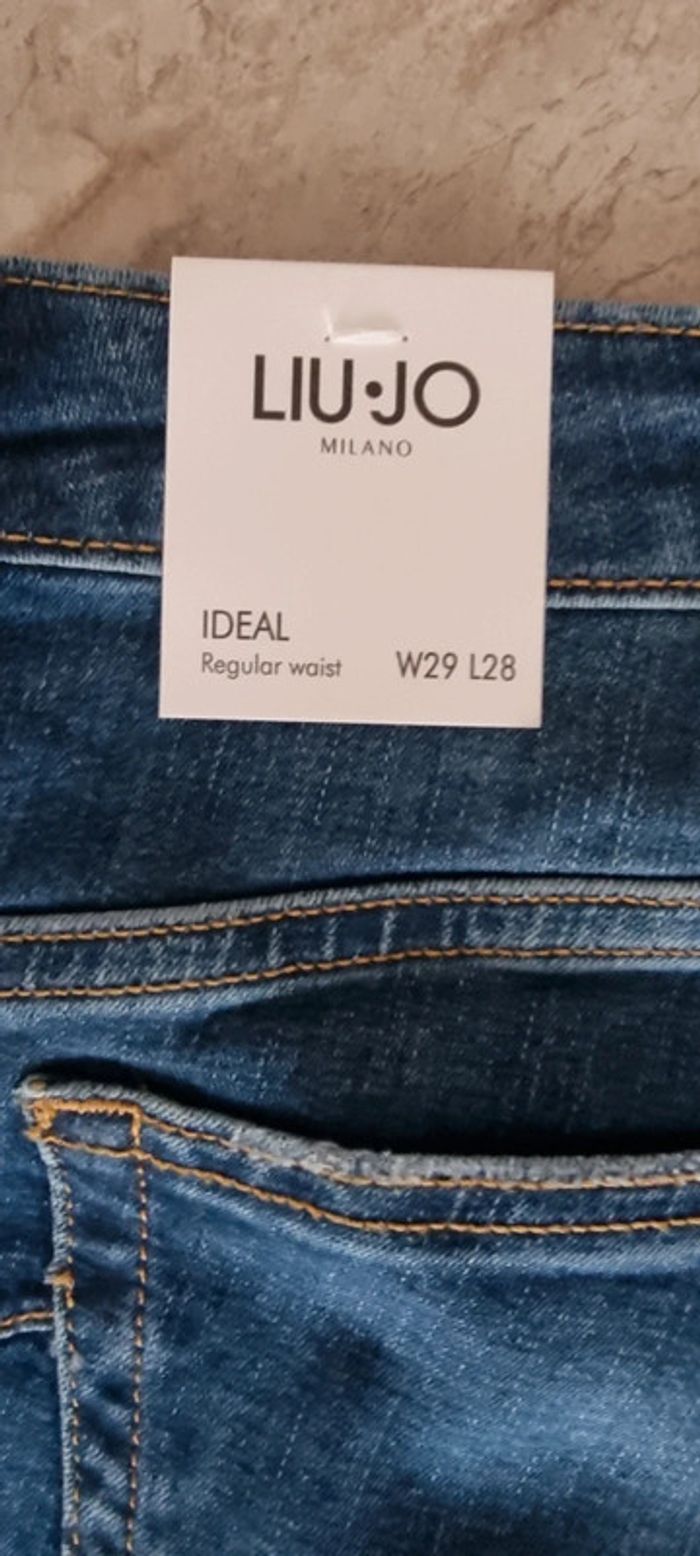 LIU·JO
MILANO
IDEAL
Regular waist W29 L28